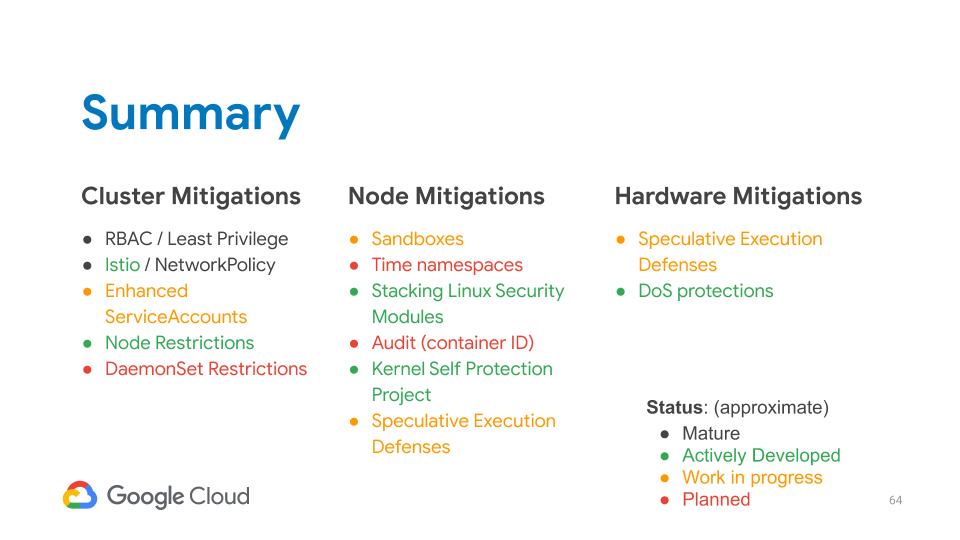 Summary
Cluster Mitigations
● RBAC / Least Privilege
● Istio / NetworkPolicy
● Enhanced
ServiceAccounts
● Node Restrictions
● DaemonSet Restrictions
Node Mitigations
● Sandboxes
● Time namespaces
● Stacking Linux Security
Modules
● Audit (container ID)
● Kernel Self Protection
Project
● Speculative Execution
Defenses
Hardware Mitigations
● Speculative Execution
Defenses
● DoS protections
Status: (approximate)
● Mature
● Actively Developed
● Work in progress
● Planned
Google Cloud
64